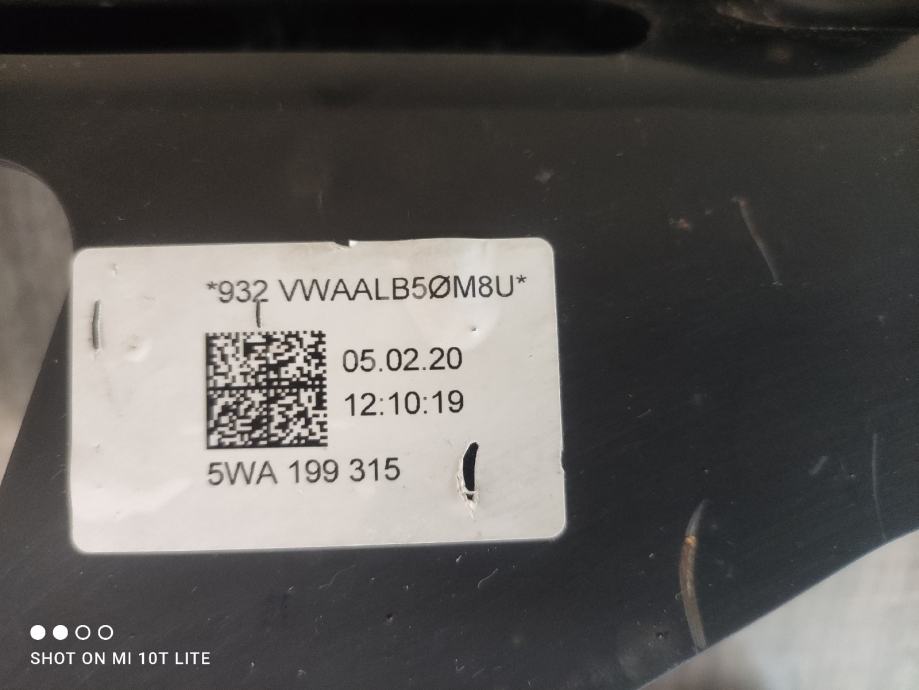 *932 VWAALB5ØM8U*
05.02.20
12:10:19
5WA 199 315
SHOT ON MI 10T LITE